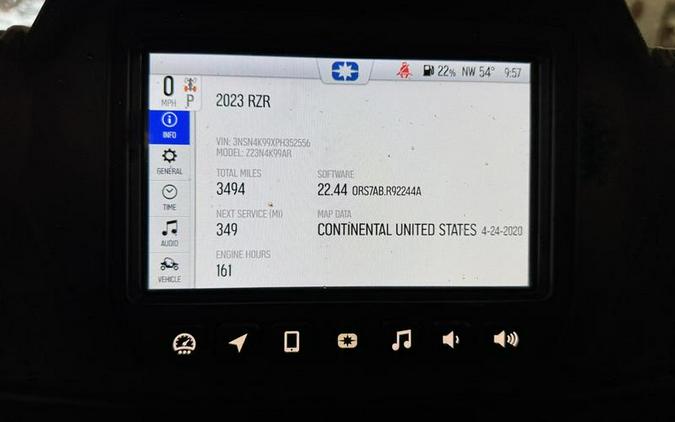 22% NW 54° 9:57
0
MPH
P
2023 RZR
INFO
VIN: 3NSN4K99XPH352556
MODEL: Z23N4K99AR
GENERAL
TOTAL MILES SOFTWARE
3494 22.44 ORS7AB.R92244A
TIME
NEXT SERVICE (MI) MAP DATA
349 CONTINENTAL UNITED STATES 4-24-2020
AUDIO
ENGINE HOURS
161
VEHICLE